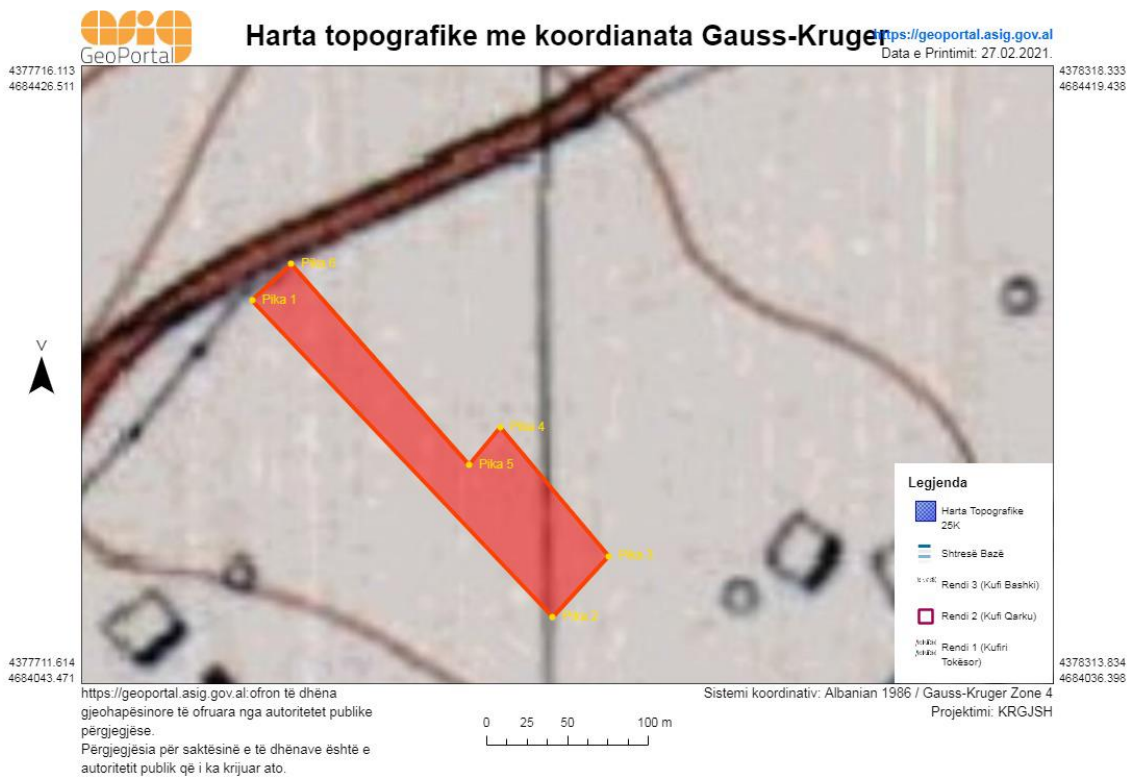 asig
GeoPortal
Harta topografike me koordianata Gauss-Kruger
https://geoportal.asig.gov.al
Data e Printimit: 27.02.2021.
4377716.113
4684426.511
4378318.333
4684419.438
Pika 6
Pika 1
V
Pika 4
Pika 5
Pika 3
Pika 2
Legjenda
Harta Topografike
25K
Shtresë Bazë
Rendi 3 (Kufi Bashki)
Rendi 2 (Kufi Qarku)
Rendi 1 (Kufiri
Tokësor)
4377711.614
4684043.471
4378313.834
4684036.398
https://geoportal.asig.gov.al:ofron të dhëna
gjeohapësinore të ofruara nga autoritetet publike
përgjegjëse.
Përgjegjësia për saktësinë e të dhënave është e
autoritetit publik që i ka krijuar ato.
0 25 50 100 m
Sistemi koordinativ: Albanian 1986 / Gauss-Kruger Zone 4
Projektimi: KRGJSH